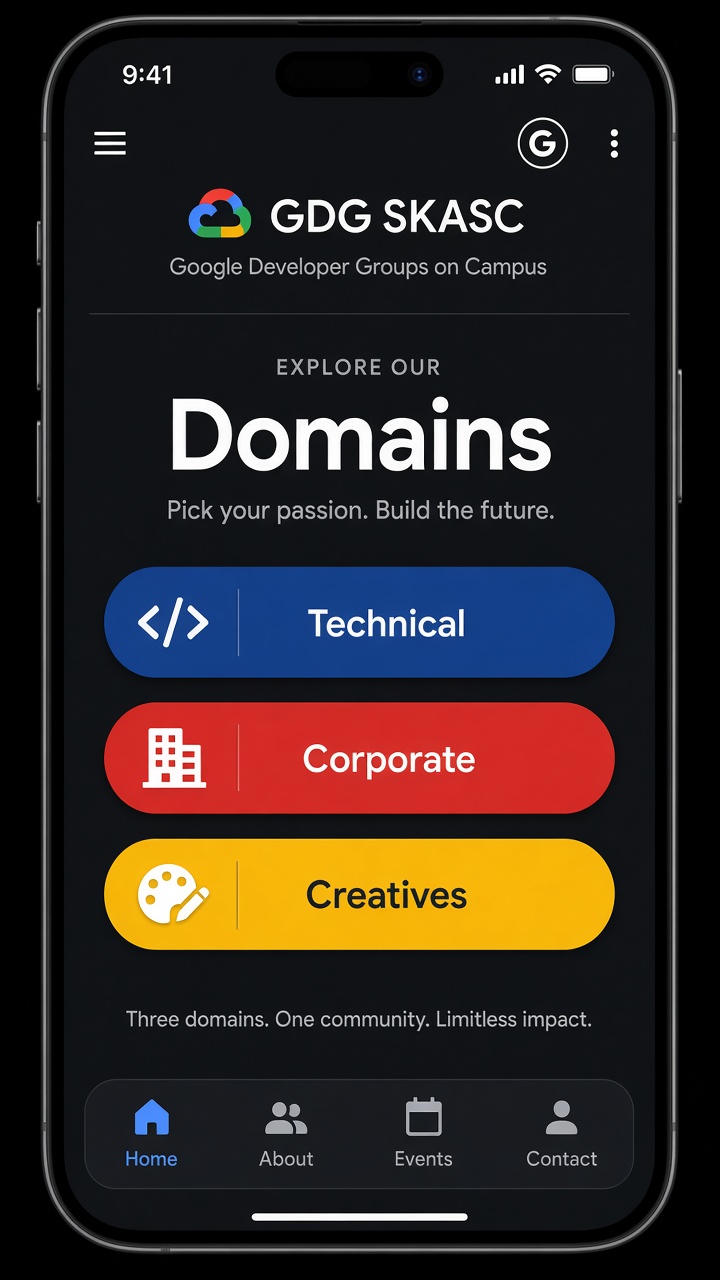 9:41
G
GDG SKASC
Google Developer Groups on Campus
EXPLORE OUR
Domains
Pick your passion. Build the future.
</> Technical
Corporate
Creatives
Three domains. One community. Limitless impact.
Home About Events Contact